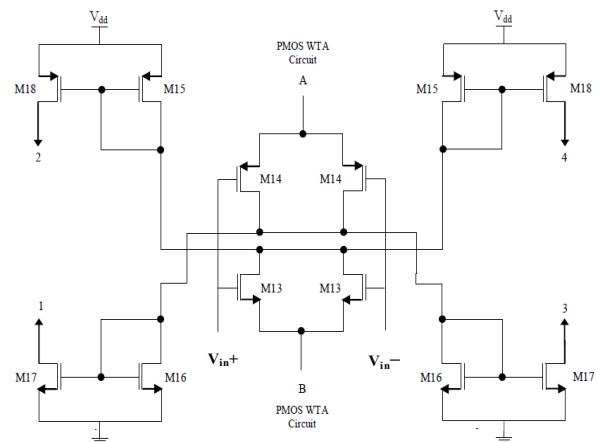 Vdd
Vdd
PMOS WTA
Circuit
A
M18
M15
M15
M18
2
4
M14
M14
M13
M13
1
3
Vin+
Vin−
M17
M16
M16
M17
B
PMOS WTA
Circuit